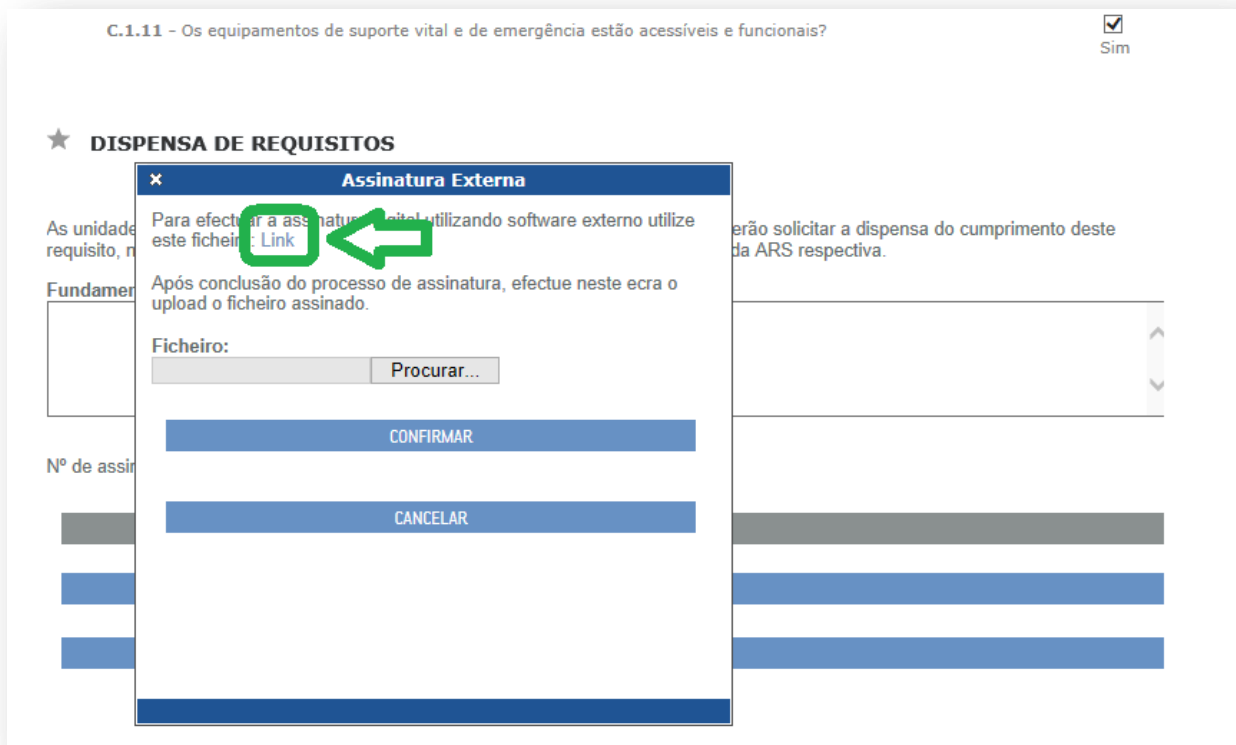 C.1.11 - Os equipamentos de suporte vital e de emergência estão acessíveis e funcionais?
Sim
DISPENSA DE REQUISITOS
Assinatura Externa
Para efectuar a assinatura digital utilizando software externo utilize
este ficheiro: Link
As unidade
erão solicitar a dispensa do cumprimento deste
requisito, n
da ARS respectiva.
Após conclusão do processo de assinatura, efectue neste ecra o
upload o ficheiro assinado.
Fundamen
Ficheiro:
Procurar...
CONFIRMAR
Nº de assin
CANCELAR